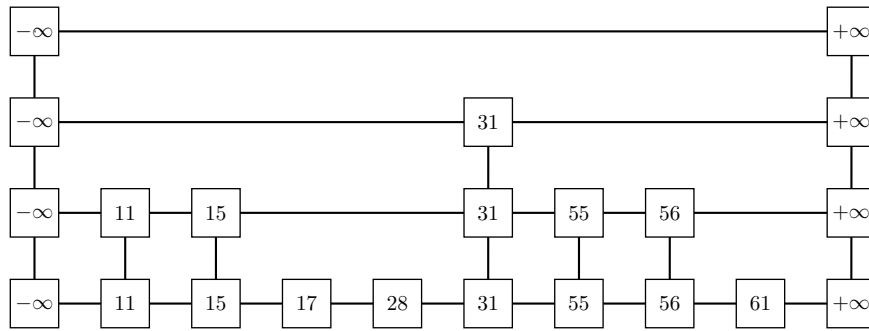 −∞ +∞
−∞ 31 +∞
−∞ 11 15 31 55 56 +∞
−∞ 11 15 17 28 31 55 56 61 +∞